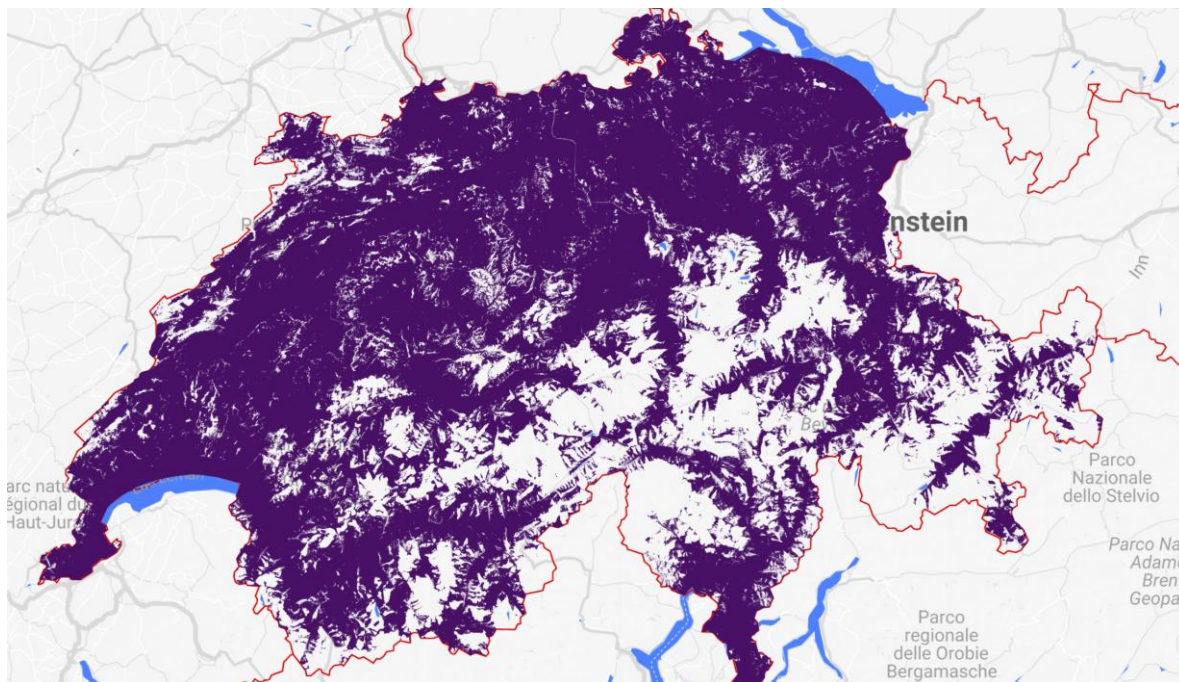 nstein
Inn
Parco
Nazionale
dello Stelvio
arc natu
égional du
Haut-Jur
Parco Na
Adam
Bren
Geopa
Parco
regionale
delle Orobie
Bergamasche